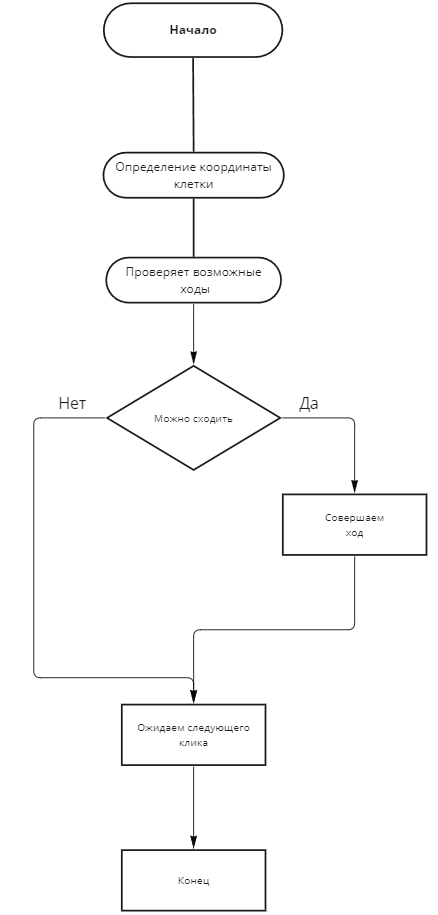 Начало
Определение координаты
клетки
Проверяет возможные
ходы
Можно сходить
Нет
Да
Совершаем
ход
Ожидаем следующего
клика
Конец